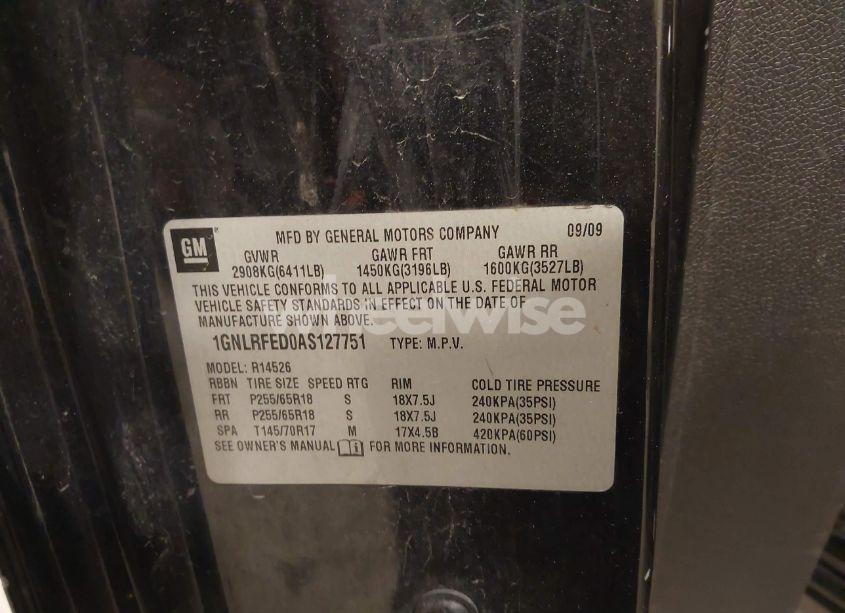 GM
MFD BY GENERAL MOTORS COMPANY 09/09
GVWR GAWR FRT GAWR RR
2908KG(6411LB) 1450KG(3196LB) 1600KG(3527LB)
THIS VEHICLE CONFORMS TO ALL APPLICABLE U.S. FEDERAL MOTOR
VEHICLE SAFETY STANDARDS IN EFFECT ON THE DATE OF
MANUFACTURE SHOWN ABOVE.
wheelwise
1GNLRFED0AS127751 TYPE: M.P.V.
MODEL: R14526
RBBN TIRE SIZE SPEED RTG RIM COLD TIRE PRESSURE
FRT P255/65R18 S 18X7.5J 240KPA(35PSI)
RR P255/65R18 S 18X7.5J 240KPA(35PSI)
SPA T145/70R17 M 17X4.5B 420KPA(60PSI)
SEE OWNER'S MANUAL FOR MORE INFORMATION.